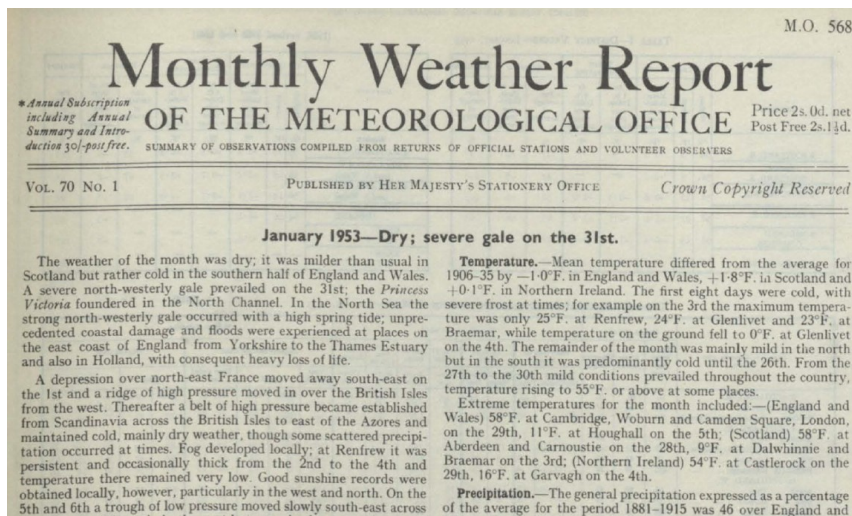 M.O. 568
Monthly Weather Report
*Annual Subscription
including Annual
Summary and Intro-
duction 30/-post free.
OF THE METEOROLOGICAL OFFICE
Price 2s. 0d. net
Post Free 2s. 1½d.
SUMMARY OF OBSERVATIONS COMPILED FROM RETURNS OF OFFICIAL STATIONS AND VOLUNTEER OBSERVERS
VOL. 70 NO. 1
PUBLISHED BY HER MAJESTY'S STATIONERY OFFICE
Crown Copyright Reserved
January 1953—Dry; severe gale on the 31st.
The weather of the month was dry; it was milder than usual in
Scotland but rather cold in the southern half of England and Wales.
A severe north-westerly gale prevailed on the 31st; the Princess
Victoria foundered in the North Channel. In the North Sea the
strong north-westerly gale occurred with a high spring tide; unpre-
cedented coastal damage and floods were experienced at places on
the east coast of England from Yorkshire to the Thames Estuary
and also in Holland, with consequent heavy loss of life.
A depression over north-east France moved away south-east on
the 1st and a ridge of high pressure moved in over the British Isles
from the west. Thereafter a belt of high pressure became established
from Scandinavia across the British Isles to east of the Azores and
maintained cold, mainly dry weather, though some scattered precipi-
tation occurred at times. Fog developed locally; at Renfrew it was
persistent and occasionally thick from the 2nd to the 4th and
temperature there remained very low. Good sunshine records were
obtained locally, however, particularly in the west and north. On the
5th and 6th a trough of low pressure moved slowly south-east across
Temperature.—Mean temperature differed from the average for
1906-35 by —1·0°F. in England and Wales, +1·8°F. in Scotland and
+0·1°F. in Northern Ireland. The first eight days were cold, with
severe frost at times; for example on the 3rd the maximum tempera-
ture was only 25°F. at Renfrew, 24°F. at Glenlivet and 23°F. at
Braemar, while temperature on the ground fell to 0°F. at Glenlivet
on the 4th. The remainder of the month was mainly mild in the north
but in the south it was predominantly cold until the 26th. From the
27th to the 30th mild conditions prevailed throughout the country,
temperature rising to 55°F. or above at some places.
Extreme temperatures for the month included:—(England and
Wales) 58°F. at Cambridge, Woburn and Camden Square, London,
on the 29th, 11°F. at Houghall on the 5th; (Scotland) 58°F. at
Aberdeen and Carnoustie on the 28th, 9°F. at Dalwhinnie and
Braemar on the 3rd; (Northern Ireland) 54°F. at Castlerock on the
29th, 16°F. at Garvagh on the 4th.
Precipitation.—The general precipitation expressed as a percentage
of the average for the period 1881-1915 was 46 over England and